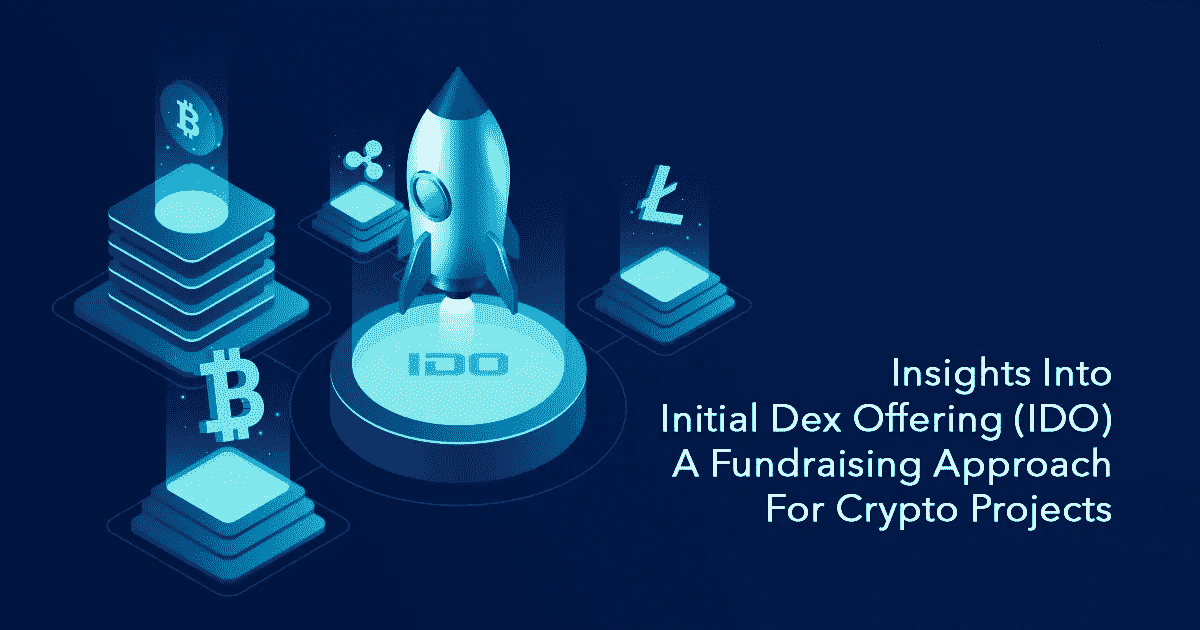 IDO
Insights Into
Initial Dex Offering (IDO)
A Fundraising Approach
For Crypto Projects